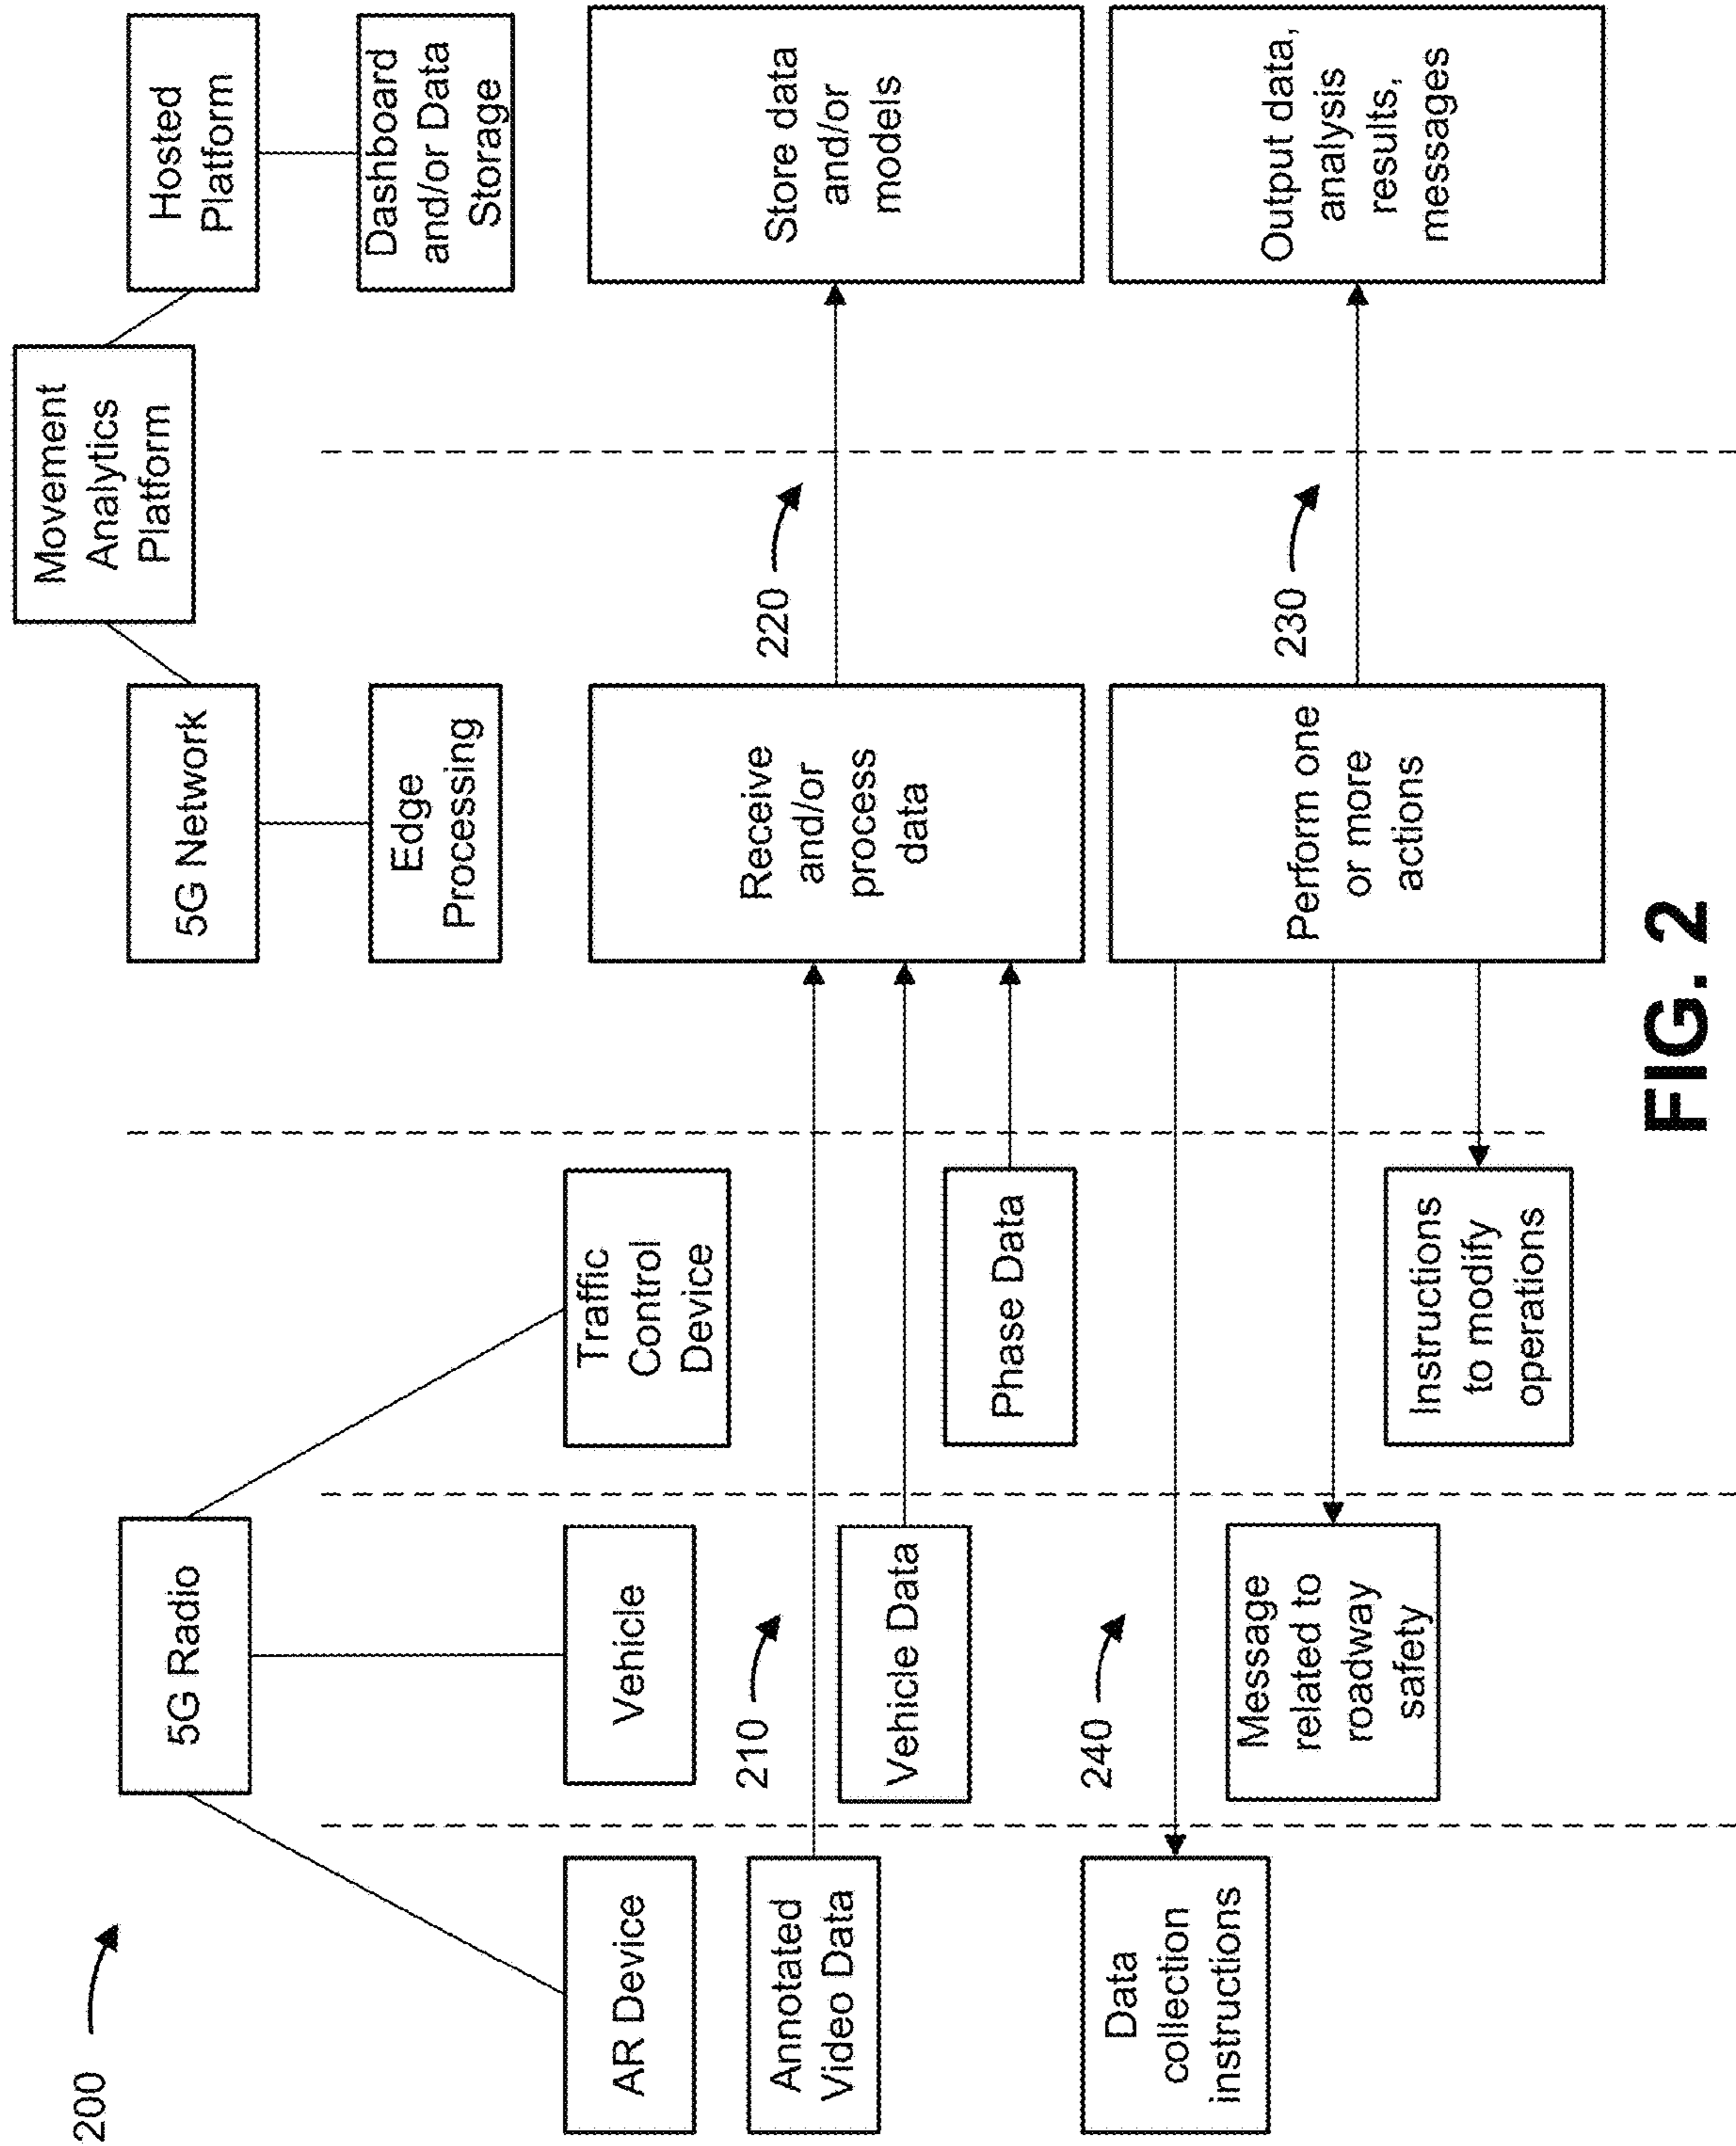 200
5G Radio
5G Network
Movement
Analytics
Platform
Hosted
Platform
Edge
Processing
Dashboard
and/or Data
Storage
AR Device
Vehicle
Traffic
Control
Device
210
220
Annotated
Video Data
Vehicle Data
Phase Data
Receive
and/or
process
data
Store data
and/or
models
240
230
Data
collection
instructions
Message
related to
roadway
safety
Instructions
to modify
operations
Perform one
or more
actions
Output data,
analysis
results,
messages
FIG. 2